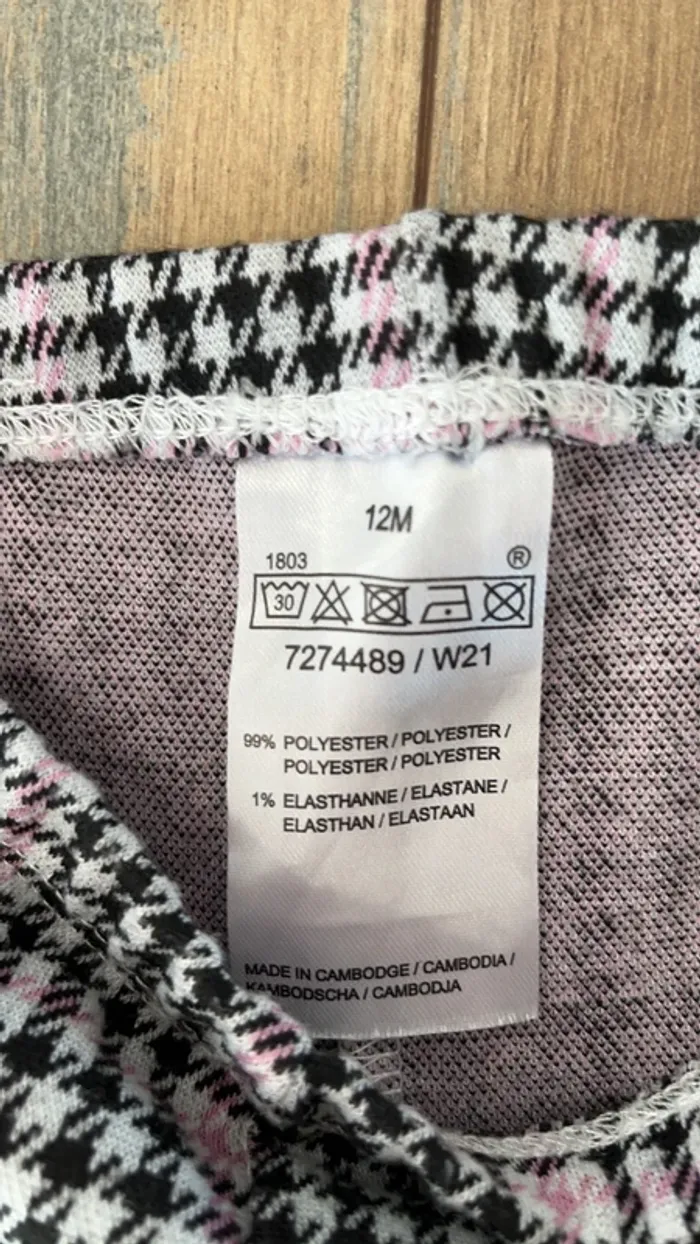 12M
1803 ®
30
7274489 / W21
99% POLYESTER / POLYESTER /
POLYESTER / POLYESTER
1% ELASTHANNE / ELASTANE /
ELASTHAN / ELASTAAN
MADE IN CAMBODGE / CAMBODIA /
KAMBODSCHA / CAMBODJA